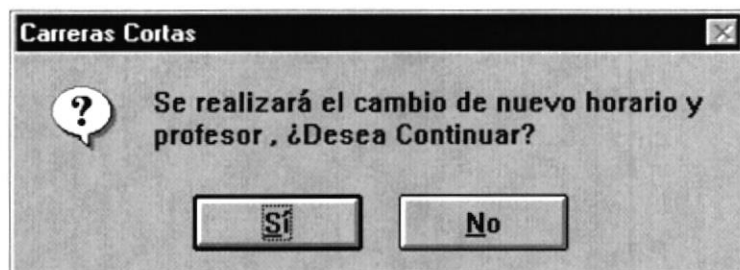 Carreras Cortas
?
Se realizará el cambio de nuevo horario y
profesor , ¿Desea Continuar?
Sí
No